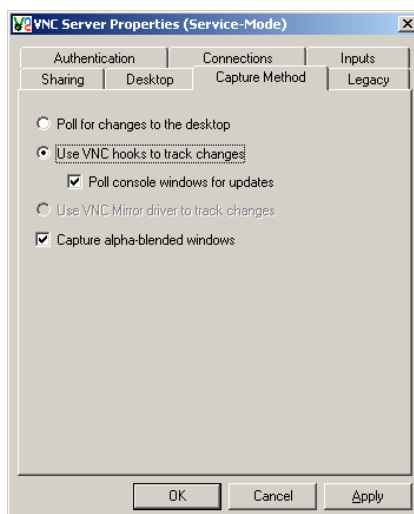 VNC Server Properties (Service-Mode)
Authentication Connections Inputs
Sharing Desktop Capture Method Legacy
Poll for changes to the desktop
Use VNC hooks to track changes
Poll console windows for updates
Use VNC Mirror driver to track changes
Capture alpha-blended windows
OK Cancel Apply